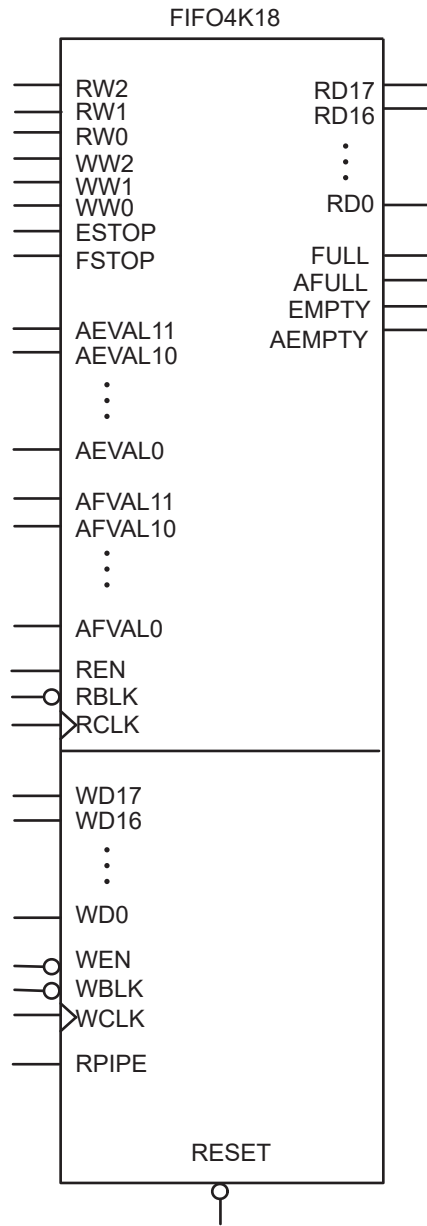 FIFO4K18
RW2
RW1
RW0
WW2
WW1
WW0
ESTOP
FSTOP
AEVAL11
AEVAL10
AEVAL0
AFVAL11
AFVAL10
AFVAL0
REN
RBLK
RCLK
WD17
WD16
WD0
WEN
WBLK
WCLK
RPIPE
RD17
RD16
RD0
FULL
AFULL
EMPTY
AEMPTY
RESET